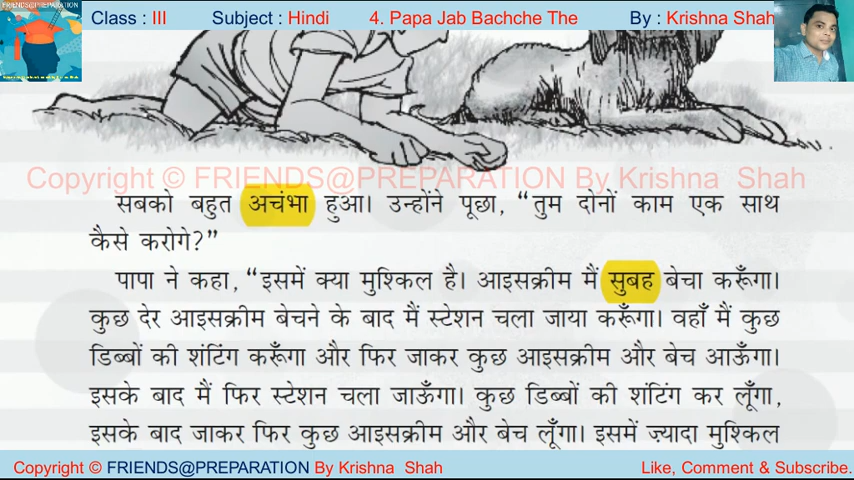 FRIENDS@PREPARATION
Class : III Subject : Hindi 4. Papa Jab Bachche The By : Krishna Shah
Copyright © FRIENDS@PREPARATION By Krishna Shah
सबको बहुत अचंभा हुआ। उन्होंने पूछा, “तुम दोनों काम एक साथ
कैसे करोगे?”
पापा ने कहा, “इसमें क्या मुश्किल है। आइसक्रीम मैं सुबह बेचा करूँगा।
कुछ देर आइसक्रीम बेचने के बाद मैं स्टेशन चला जाया करूँगा। वहाँ मैं कुछ
डिब्बों की शंटिंग करूँगा और फिर जाकर कुछ आइसक्रीम और बेच आऊँगा।
इसके बाद मैं फिर स्टेशन चला जाऊँगा। कुछ डिब्बों की शंटिंग कर लूँगा,
इसके बाद जाकर फिर कुछ आइसक्रीम और बेच लूँगा। इसमें ज्यादा मुश्किल
Copyright © FRIENDS@PREPARATION By Krishna Shah Like, Comment & Subscribe.